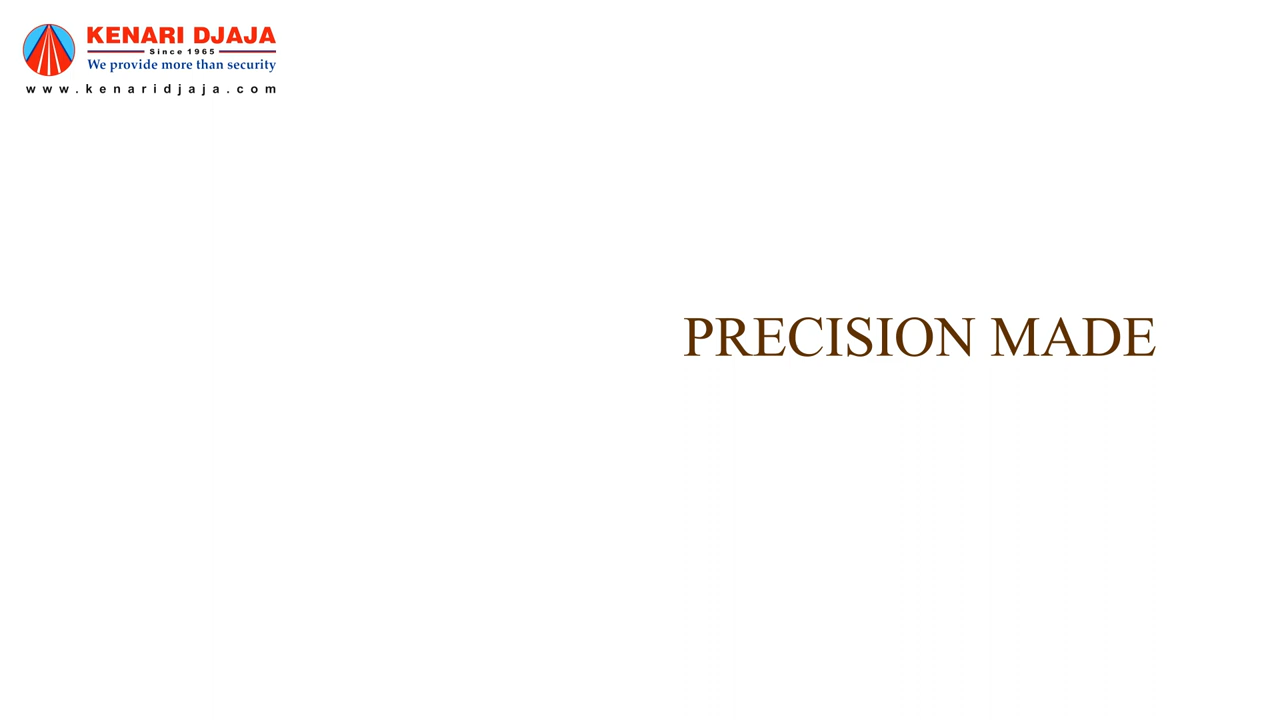 KENARI DJAJA
Since 1965
We provide more than security
www.kenaridjaja.com
PRECISION MADE